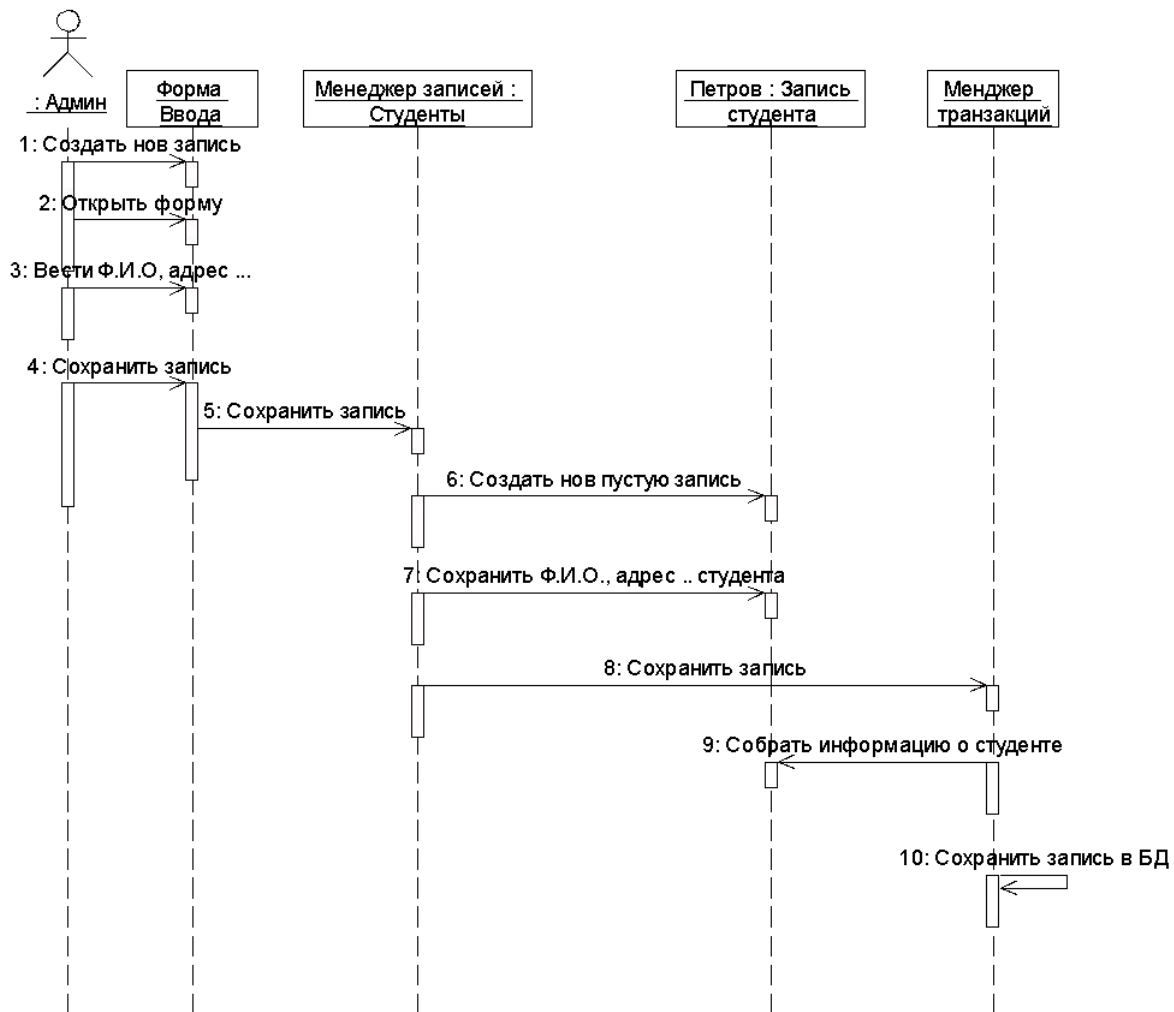 : Админ
Форма
Ввода
Менеджер записей :
Студенты
Петров : Запись
студента
Менджер
транзакций
1: Создать нов запись
2: Открыть форму
3: Вести Ф.И.О, адрес ...
4: Сохранить запись
5: Сохранить запись
6: Создать нов пустую запись
7: Сохранить Ф.И.О., адрес .. студента
8: Сохранить запись
9: Собрать информацию о студенте
10: Сохранить запись в БД